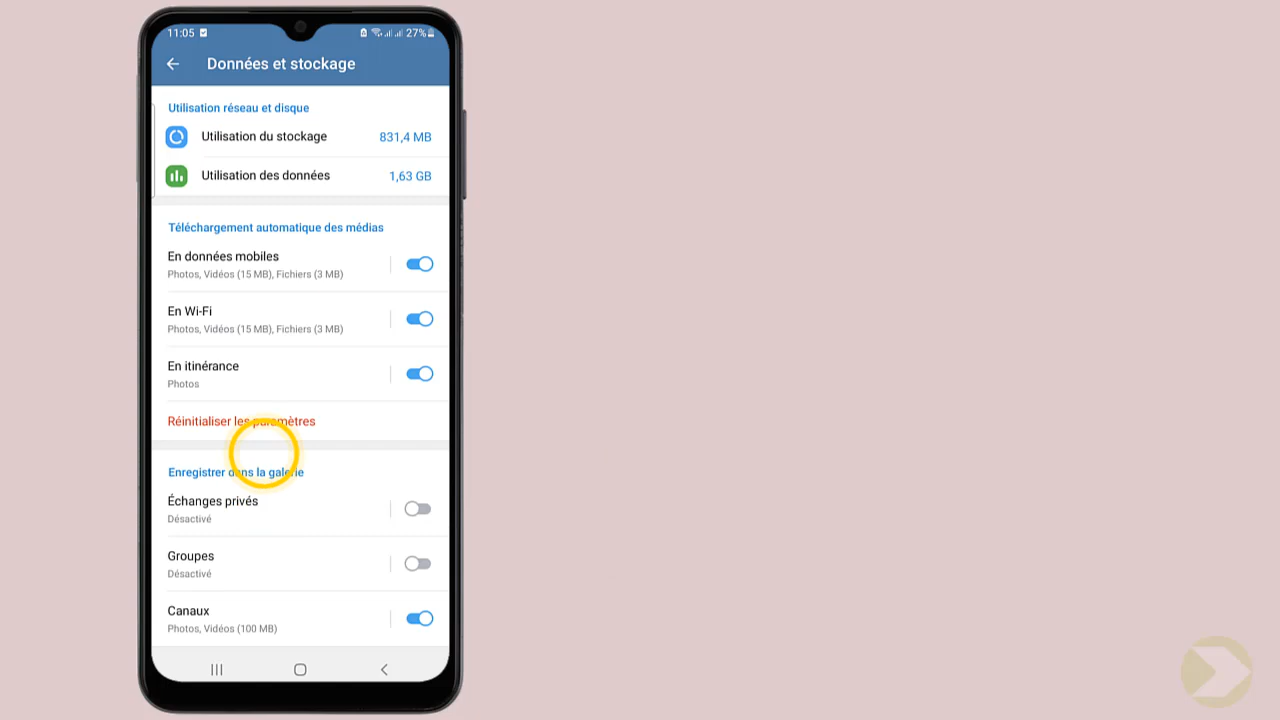 11:05
27%
Données et stockage
Utilisation réseau et disque
Utilisation du stockage 831,4 MB
Utilisation des données 1,63 GB
Téléchargement automatique des médias
En données mobiles
Photos, Vidéos (15 MB), Fichiers (3 MB)
En Wi-Fi
Photos, Vidéos (15 MB), Fichiers (3 MB)
En itinérance
Photos
Réinitialiser les paramètres
Enregistrer dans la galerie
Échanges privés
Désactivé
Groupes
Désactivé
Canaux
Photos, Vidéos (100 MB)